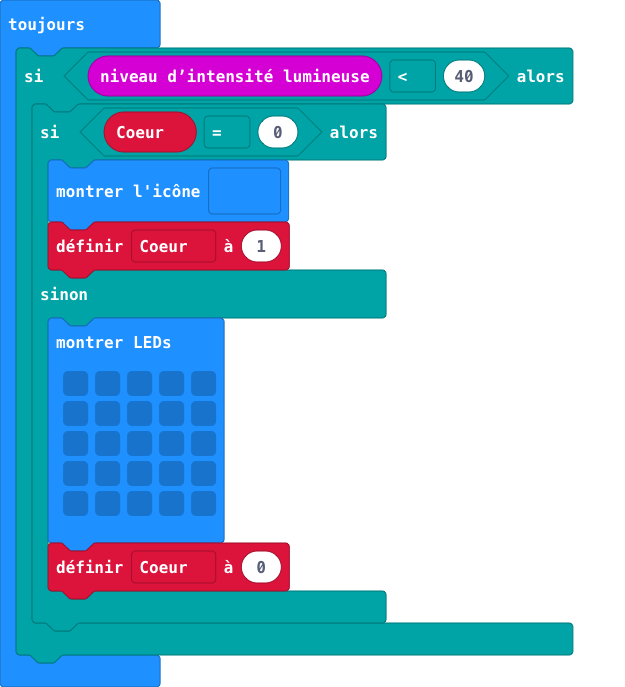 toujours
si niveau d’intensité lumineuse < 40 alors
si Coeur = 0 alors
montrer l'icône
définir Coeur à 1
sinon
montrer LEDs
définir Coeur à 0